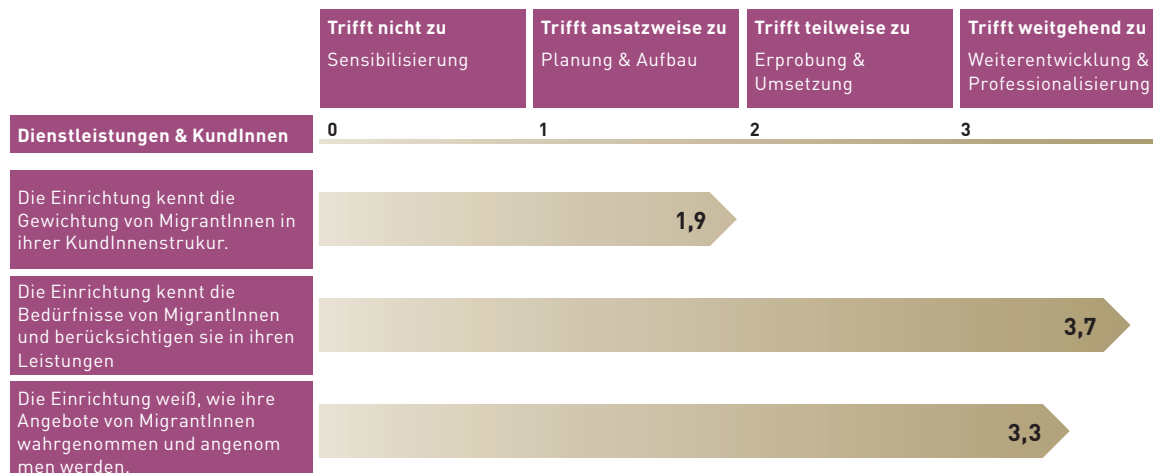 Trifft nicht zu
Sensibilisierung
Trifft ansatzweise zu
Planung & Aufbau
Trifft teilweise zu
Erprobung &
Umsetzung
Trifft weitgehend zu
Weiterentwicklung &
Professionalisierung
Dienstleistungen & KundInnen
0
1
2
3
Die Einrichtung kennt die
Gewichtung von MigrantInnen in
ihrer KundInnenstrukur.
1,9
Die Einrichtung kennt die
Bedürfnisse von MigrantInnen
und berücksichtigen sie in ihren
Leistungen
3,7
Die Einrichtung weiß, wie ihre
Angebote von MigrantInnen
wahrgenommen und angenom
men werden.
3,3